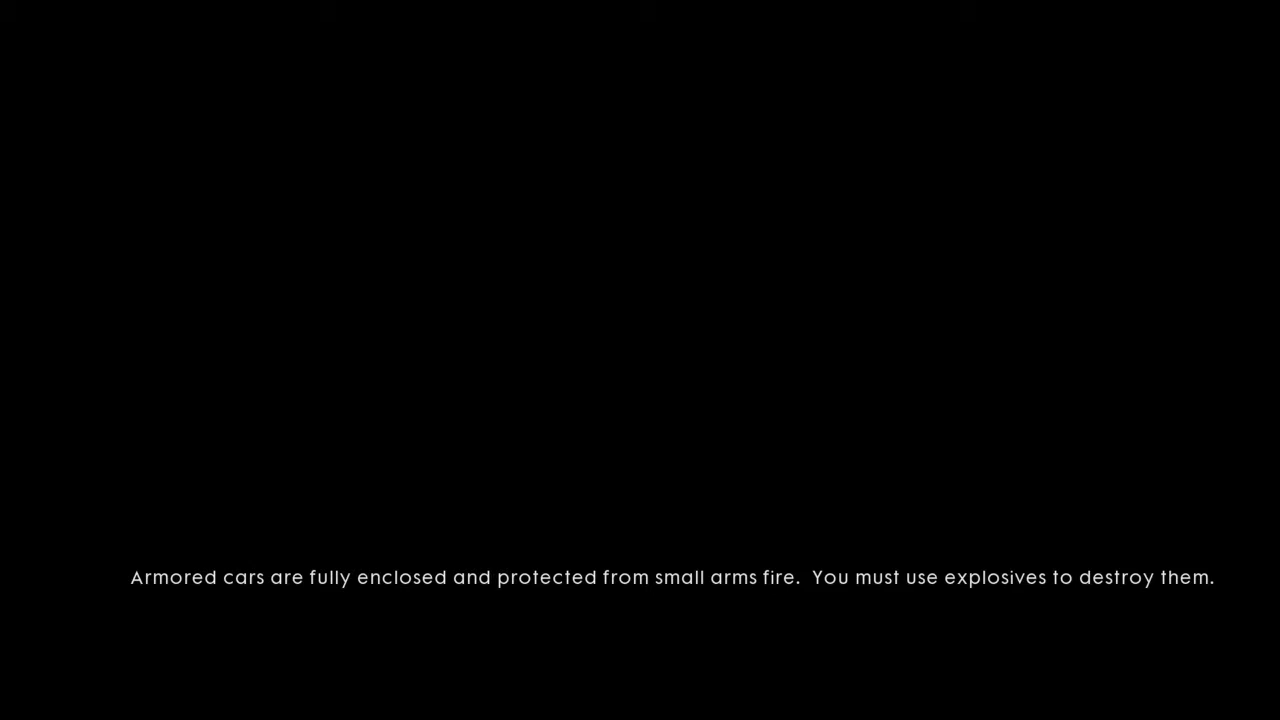 Armored cars are fully enclosed and protected from small arms fire.  You must use explosives to destroy them.